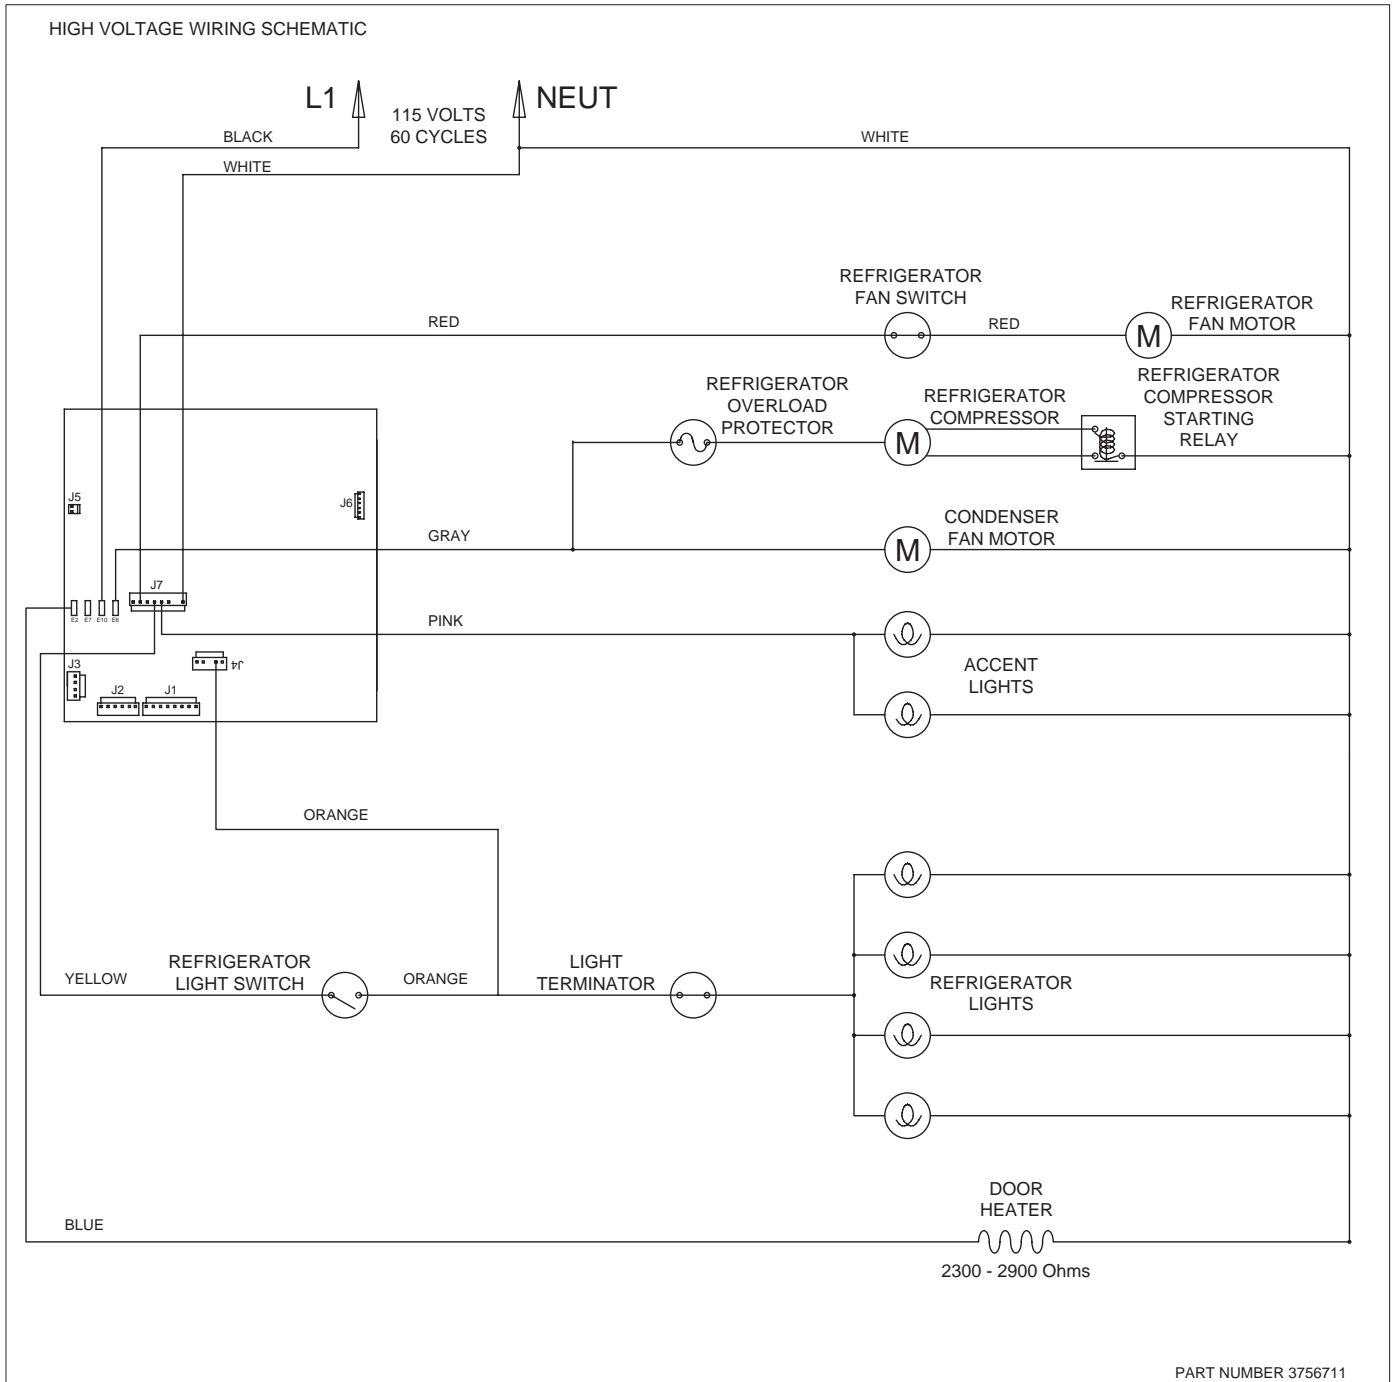 HIGH VOLTAGE WIRING SCHEMATIC
L1
115 VOLTS
60 CYCLES
NEUT
BLACK
WHITE
WHITE
REFRIGERATOR
FAN SWITCH
RED
RED
REFRIGERATOR
FAN MOTOR
M
REFRIGERATOR
OVERLOAD
PROTECTOR
REFRIGERATOR
COMPRESSOR
M
REFRIGERATOR
COMPRESSOR
STARTING
RELAY
J5
J6
GRAY
CONDENSER
FAN MOTOR
M
J7
E2 E7 E10 E6
PINK
ACCENT
LIGHTS
J4
J3
J2
J1
ORANGE
YELLOW
REFRIGERATOR
LIGHT SWITCH
ORANGE
LIGHT
TERMINATOR
REFRIGERATOR
LIGHTS
BLUE
DOOR
HEATER
2300 - 2900 Ohms
PART NUMBER 3756711